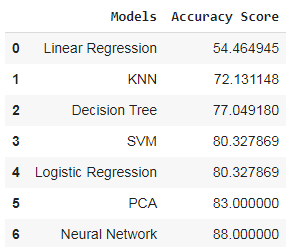 Models Accuracy Score
0 Linear Regression 54.464945
1 KNN 72.131148
2 Decision Tree 77.049180
3 SVM 80.327869
4 Logistic Regression 80.327869
5 PCA 83.000000
6 Neural Network 88.000000